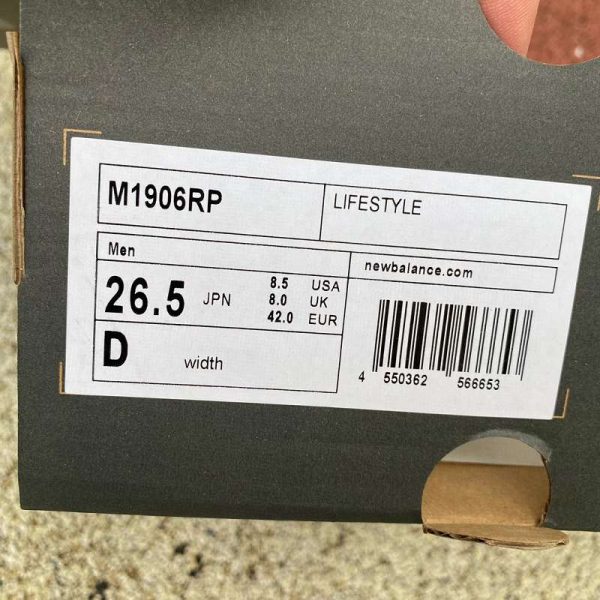 M1906RP
LIFESTYLE
Men
newbalance.com
26.5 JPN
8.5 USA
8.0 UK
42.0 EUR
D width
4 550362 566653